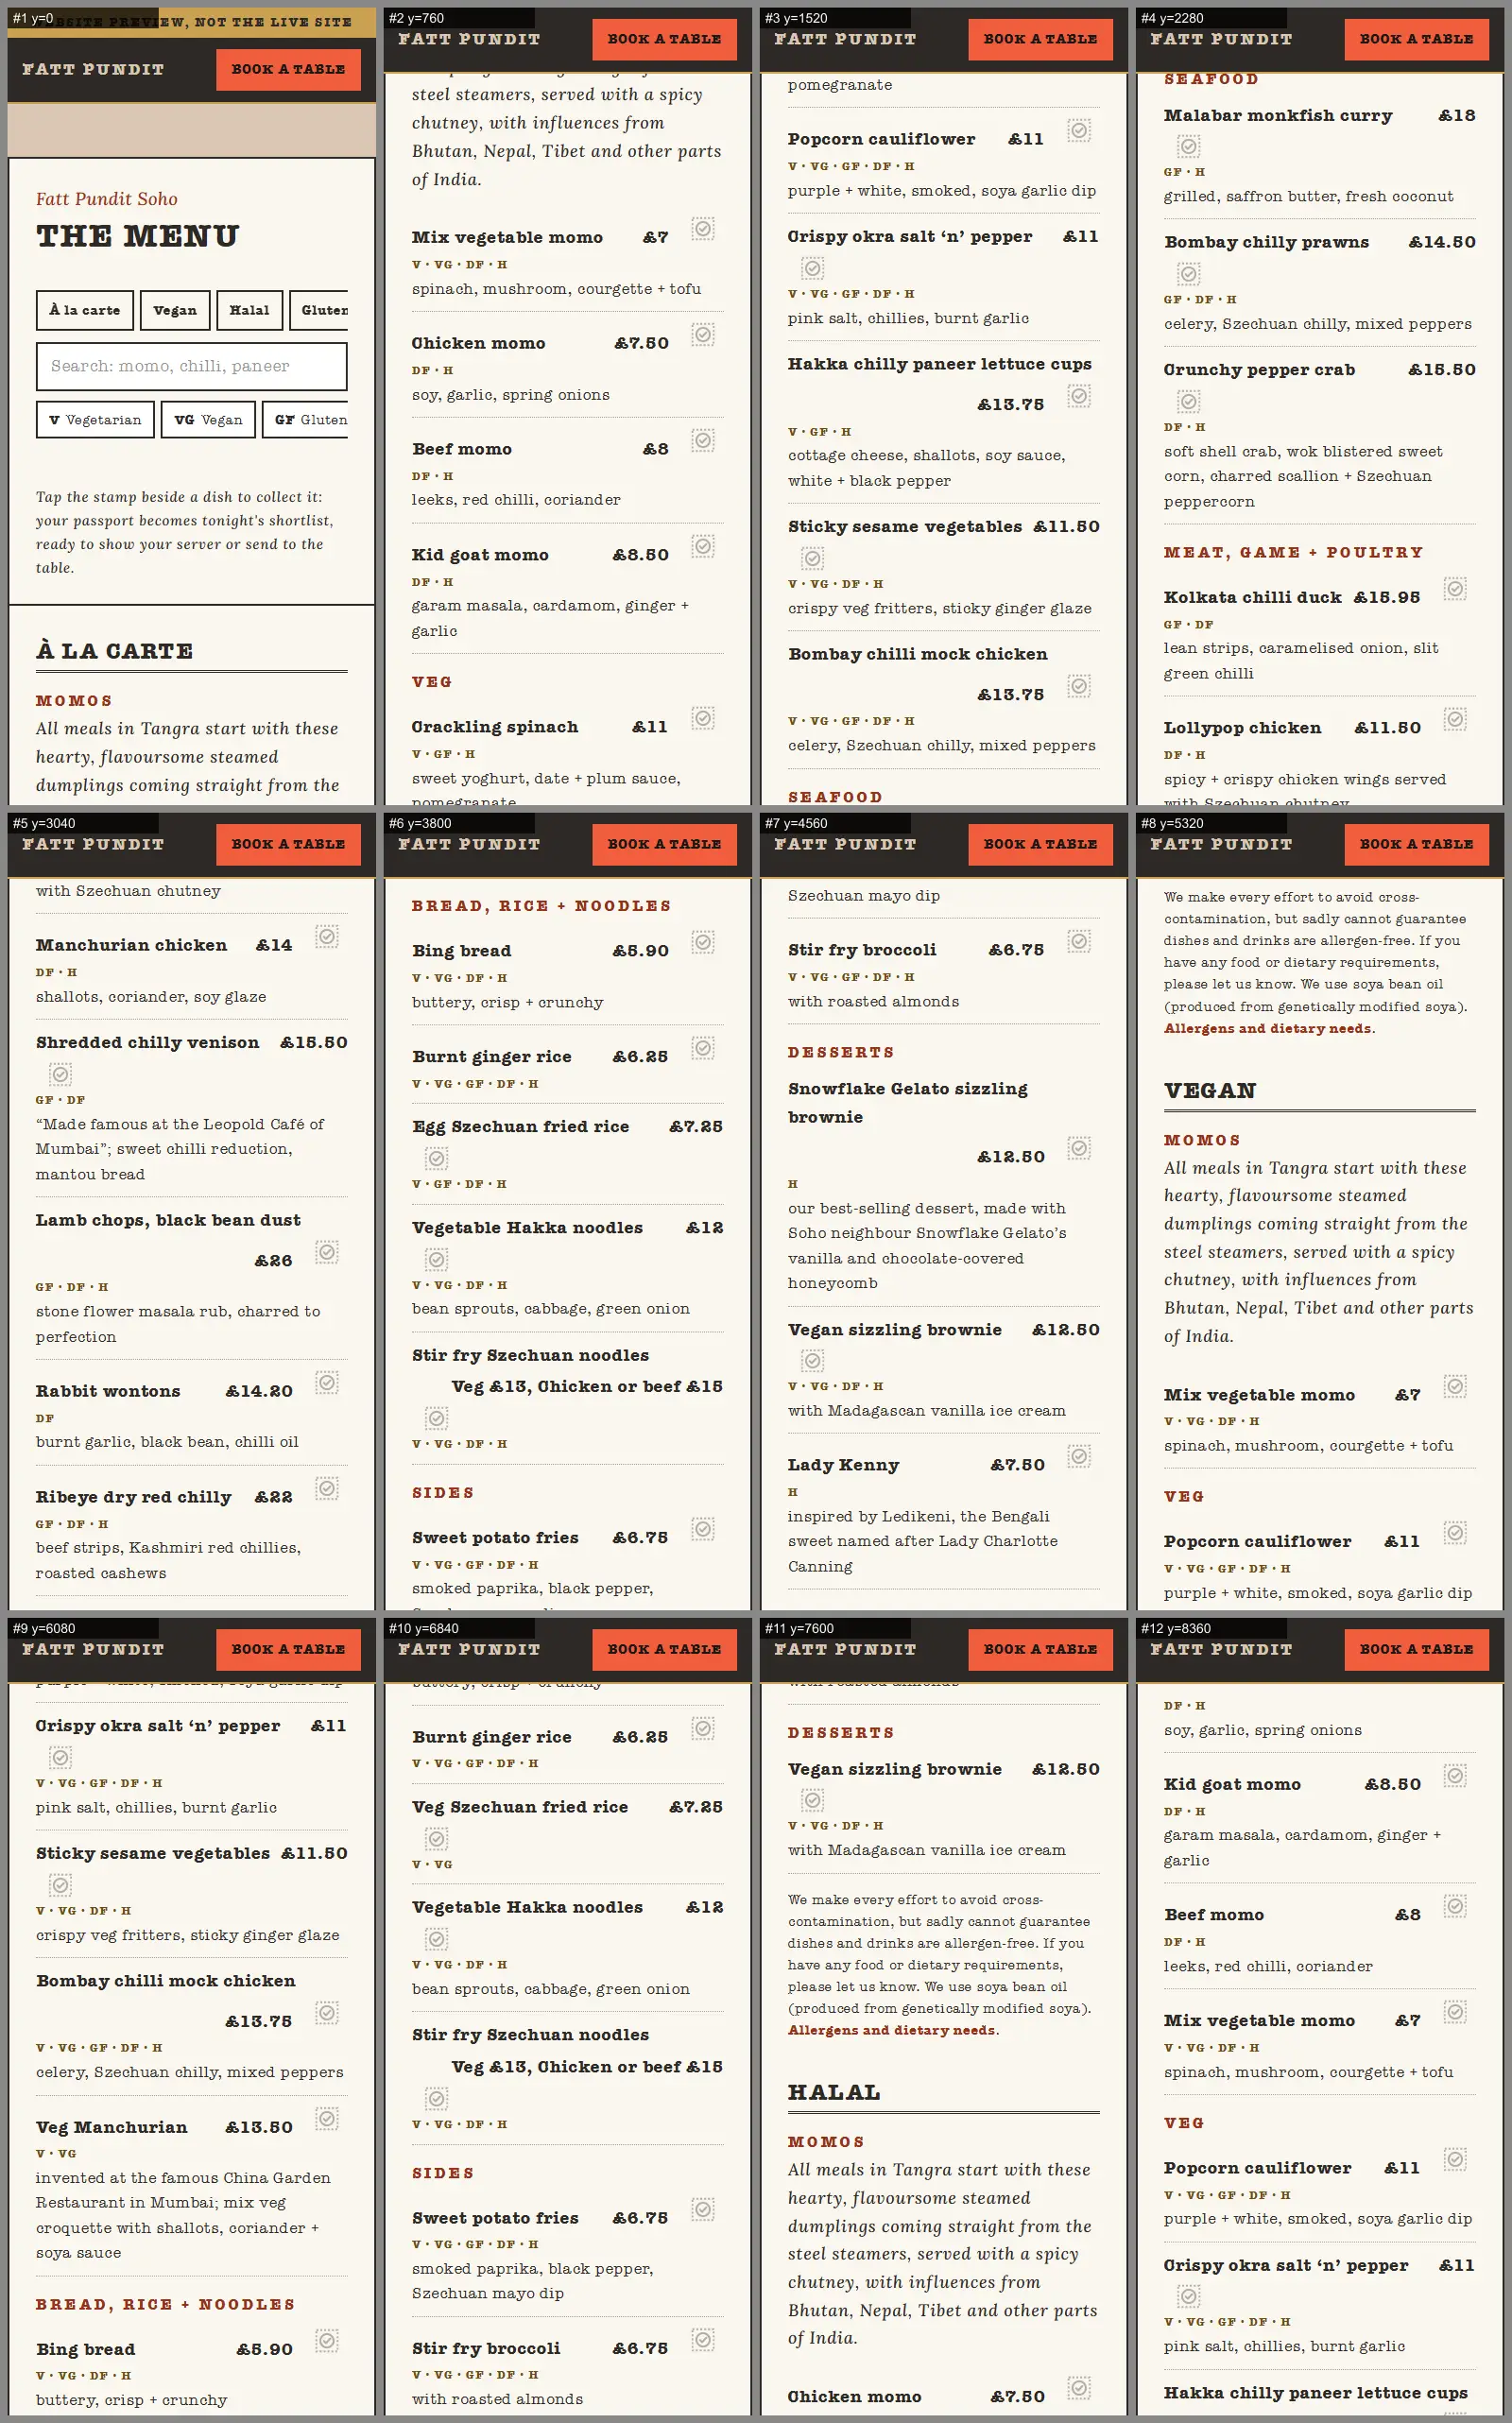 #1 y=0
EBSITE PREVIEW, NOT THE LIVE SITE
FATT PUNDIT
BOOK A TABLE
Fatt Pundit Soho
THE MENU
À la carte
Vegan
Halal
Gluten
Search: momo, chilli, paneer
V Vegetarian
VG Vegan
GF Gluten
Tap the stamp beside a dish to collect it:
your passport becomes tonight's shortlist,
ready to show your server or send to the
table.
À LA CARTE
MOMOS
All meals in Tangra start with these
hearty, flavoursome steamed
dumplings coming straight from the
#2 y=760
FATT PUNDIT
BOOK A TABLE
steel steamers, served with a spicy
chutney, with influences from
Bhutan, Nepal, Tibet and other parts
of India.
Mix vegetable momo £7
V · VG · DF · H
spinach, mushroom, courgette + tofu
Chicken momo £7.50
DF · H
soy, garlic, spring onions
Beef momo £8
DF · H
leeks, red chilli, coriander
Kid goat momo £8.50
DF · H
garam masala, cardamom, ginger +
garlic
VEG
Crackling spinach £11
V · GF · H
sweet yoghurt, date + plum sauce,
pomegranate
#3 y=1520
FATT PUNDIT
BOOK A TABLE
pomegranate
Popcorn cauliflower £11
V · VG · GF · DF · H
purple + white, smoked, soya garlic dip
Crispy okra salt ‘n’ pepper £11
V · VG · GF · DF · H
pink salt, chillies, burnt garlic
Hakka chilly paneer lettuce cups
£13.75
V · GF · H
cottage cheese, shallots, soy sauce,
white + black pepper
Sticky sesame vegetables £11.50
V · VG · DF · H
crispy veg fritters, sticky ginger glaze
Bombay chilli mock chicken
£13.75
V · VG · GF · DF · H
celery, Szechuan chilly, mixed peppers
SEAFOOD
#4 y=2280
FATT PUNDIT
BOOK A TABLE
SEAFOOD
Malabar monkfish curry £18
GF · H
grilled, saffron butter, fresh coconut
Bombay chilly prawns £14.50
GF · DF · H
celery, Szechuan chilly, mixed peppers
Crunchy pepper crab £15.50
DF · H
soft shell crab, wok blistered sweet
corn, charred scallion + Szechuan
peppercorn
MEAT, GAME + POULTRY
Kolkata chilli duck £15.95
GF · DF
lean strips, caramelised onion, slit
green chilli
Lollypop chicken £11.50
DF · H
spicy + crispy chicken wings served
with Szechuan chutney
#5 y=3040
FATT PUNDIT
BOOK A TABLE
with Szechuan chutney
Manchurian chicken £14
DF · H
shallots, coriander, soy glaze
Shredded chilly venison £15.50
GF · DF
“Made famous at the Leopold Café of
Mumbai”; sweet chilli reduction,
mantou bread
Lamb chops, black bean dust
£26
GF · DF · H
stone flower masala rub, charred to
perfection
Rabbit wontons £14.20
DF
burnt garlic, black bean, chilli oil
Ribeye dry red chilly £22
GF · DF · H
beef strips, Kashmiri red chillies,
roasted cashews
#6 y=3800
FATT PUNDIT
BOOK A TABLE
BREAD, RICE + NOODLES
Bing bread £5.90
V · VG · DF · H
buttery, crisp + crunchy
Burnt ginger rice £6.25
V · VG · GF · DF · H
Egg Szechuan fried rice £7.25
V · GF · DF · H
Vegetable Hakka noodles £12
V · VG · DF · H
bean sprouts, cabbage, green onion
Stir fry Szechuan noodles
Veg £13, Chicken or beef £15
V · VG · DF · H
SIDES
Sweet potato fries £6.75
V · VG · GF · DF · H
smoked paprika, black pepper,
#7 y=4560
FATT PUNDIT
BOOK A TABLE
Szechuan mayo dip
Stir fry broccoli £6.75
V · VG · GF · DF · H
with roasted almonds
DESSERTS
Snowflake Gelato sizzling
brownie
£12.50
H
our best-selling dessert, made with
Soho neighbour Snowflake Gelato’s
vanilla and chocolate-covered
honeycomb
Vegan sizzling brownie £12.50
V · VG · DF · H
with Madagascan vanilla ice cream
Lady Kenny £7.50
H
inspired by Ledikeni, the Bengali
sweet named after Lady Charlotte
Canning
#8 y=5320
FATT PUNDIT
BOOK A TABLE
We make every effort to avoid cross-
contamination, but sadly cannot guarantee
dishes and drinks are allergen-free. If you
have any food or dietary requirements,
please let us know. We use soya bean oil
(produced from genetically modified soya).
Allergens and dietary needs.
VEGAN
MOMOS
All meals in Tangra start with these
hearty, flavoursome steamed
dumplings coming straight from the
steel steamers, served with a spicy
chutney, with influences from
Bhutan, Nepal, Tibet and other parts
of India.
Mix vegetable momo £7
V · VG · DF · H
spinach, mushroom, courgette + tofu
VEG
Popcorn cauliflower £11
V · VG · GF · DF · H
purple + white, smoked, soya garlic dip
#9 y=6080
FATT PUNDIT
BOOK A TABLE
purple + white, smoked, soya garlic dip
Crispy okra salt ‘n’ pepper £11
V · VG · GF · DF · H
pink salt, chillies, burnt garlic
Sticky sesame vegetables £11.50
V · VG · DF · H
crispy veg fritters, sticky ginger glaze
Bombay chilli mock chicken
£13.75
V · VG · GF · DF · H
celery, Szechuan chilly, mixed peppers
Veg Manchurian £13.50
V · VG
invented at the famous China Garden
Restaurant in Mumbai; mix veg
croquette with shallots, coriander +
soya sauce
BREAD, RICE + NOODLES
Bing bread £5.90
V · VG · DF · H
buttery, crisp + crunchy
#10 y=6840
FATT PUNDIT
BOOK A TABLE
buttery, crisp + crunchy
Burnt ginger rice £6.25
V · VG · GF · DF · H
Veg Szechuan fried rice £7.25
V · VG
Vegetable Hakka noodles £12
V · VG · DF · H
bean sprouts, cabbage, green onion
Stir fry Szechuan noodles
Veg £13, Chicken or beef £15
V · VG · DF · H
SIDES
Sweet potato fries £6.75
V · VG · GF · DF · H
smoked paprika, black pepper,
Szechuan mayo dip
Stir fry broccoli £6.75
V · VG · GF · DF · H
with roasted almonds
#11 y=7600
FATT PUNDIT
BOOK A TABLE
with roasted almonds
DESSERTS
Vegan sizzling brownie £12.50
V · VG · DF · H
with Madagascan vanilla ice cream
We make every effort to avoid cross-
contamination, but sadly cannot guarantee
dishes and drinks are allergen-free. If you
have any food or dietary requirements,
please let us know. We use soya bean oil
(produced from genetically modified soya).
Allergens and dietary needs.
HALAL
MOMOS
All meals in Tangra start with these
hearty, flavoursome steamed
dumplings coming straight from the
steel steamers, served with a spicy
chutney, with influences from
Bhutan, Nepal, Tibet and other parts
of India.
Chicken momo £7.50
#12 y=8360
FATT PUNDIT
BOOK A TABLE
DF · H
soy, garlic, spring onions
Kid goat momo £8.50
DF · H
garam masala, cardamom, ginger +
garlic
Beef momo £8
DF · H
leeks, red chilli, coriander
Mix vegetable momo £7
V · VG · DF · H
spinach, mushroom, courgette + tofu
VEG
Popcorn cauliflower £11
V · VG · GF · DF · H
purple + white, smoked, soya garlic dip
Crispy okra salt ‘n’ pepper £11
V · VG · GF · DF · H
pink salt, chillies, burnt garlic
Hakka chilly paneer lettuce cups